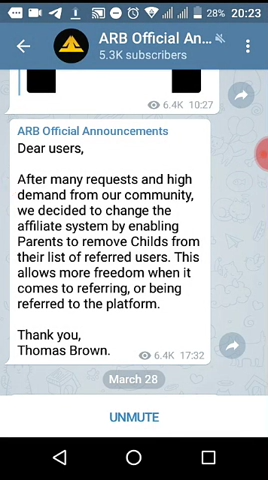 28% 20:23
ARB Official An...
5.3K subscribers
6.4K 10:27
ARB Official Announcements
Dear users,
After many requests and high
demand from our community,
we decided to change the
affiliate system by enabling
Parents to remove Childs from
their list of referred users. This
allows more freedom when it
comes to referring, or being
referred to the platform.
Thank you,
Thomas Brown.
6.4K 17:32
March 28
UNMUTE